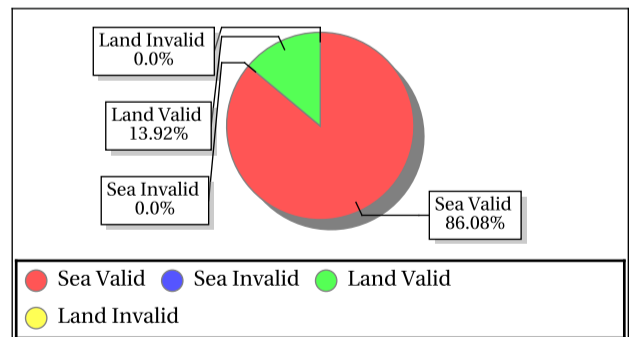 Land Invalid
0.0%
Land Valid
13.92%
Sea Invalid
0.0%
Sea Valid
86.08%
Sea Valid Sea Invalid Land Valid
Land Invalid